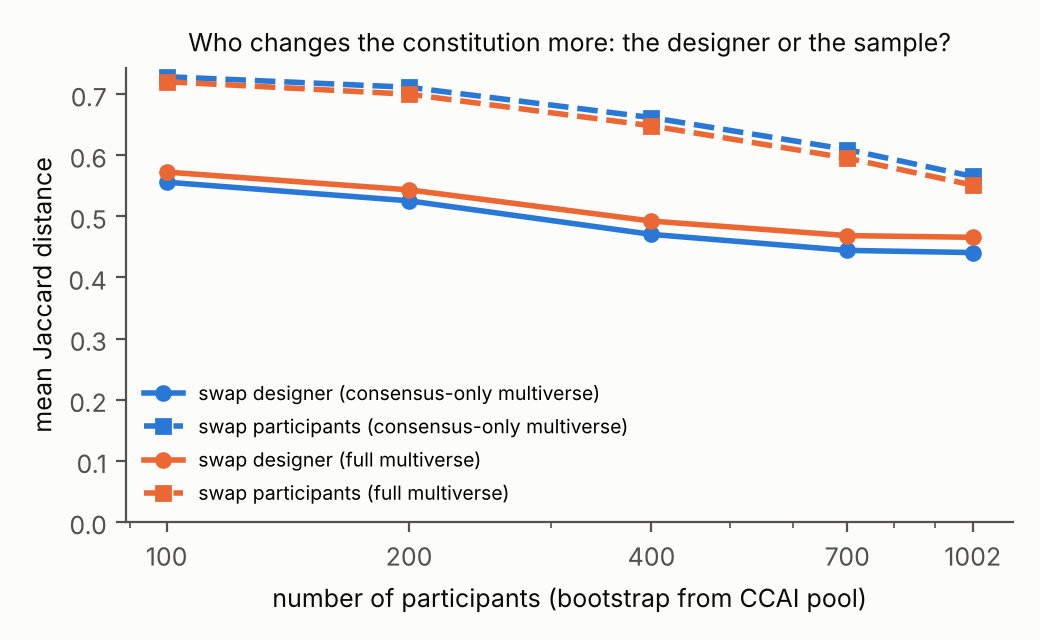 Who changes the constitution more: the designer or the sample?
mean Jaccard distance
0.7
0.6
0.5
0.4
0.3
0.2
0.1
0.0
swap designer (consensus-only multiverse)
swap participants (consensus-only multiverse)
swap designer (full multiverse)
swap participants (full multiverse)
100 200 400 700 1002
number of participants (bootstrap from CCAI pool)